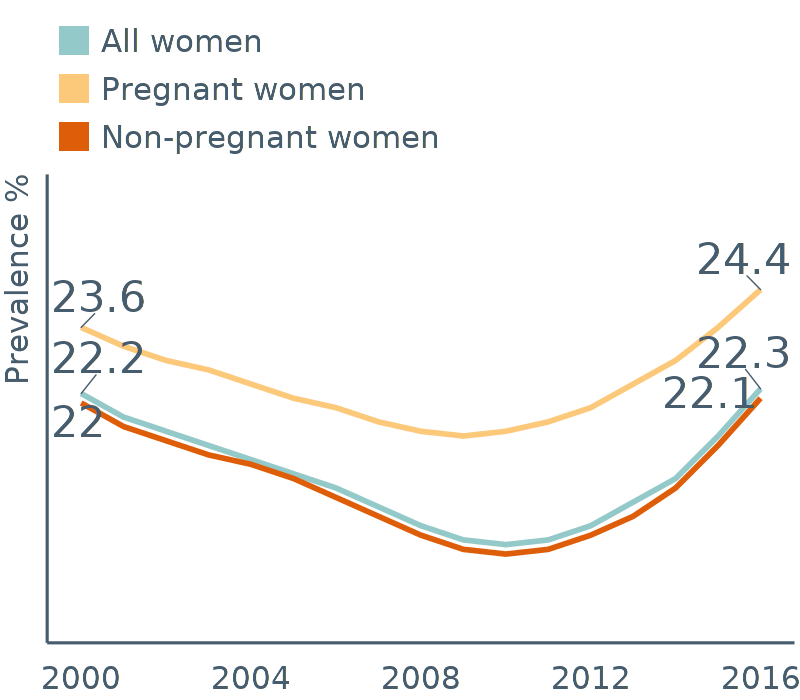 All women
Pregnant women
Non-pregnant women
Prevalence %
24.4
23.6
22.3
22.2
22.1
22
2000 2004 2008 2012 2016